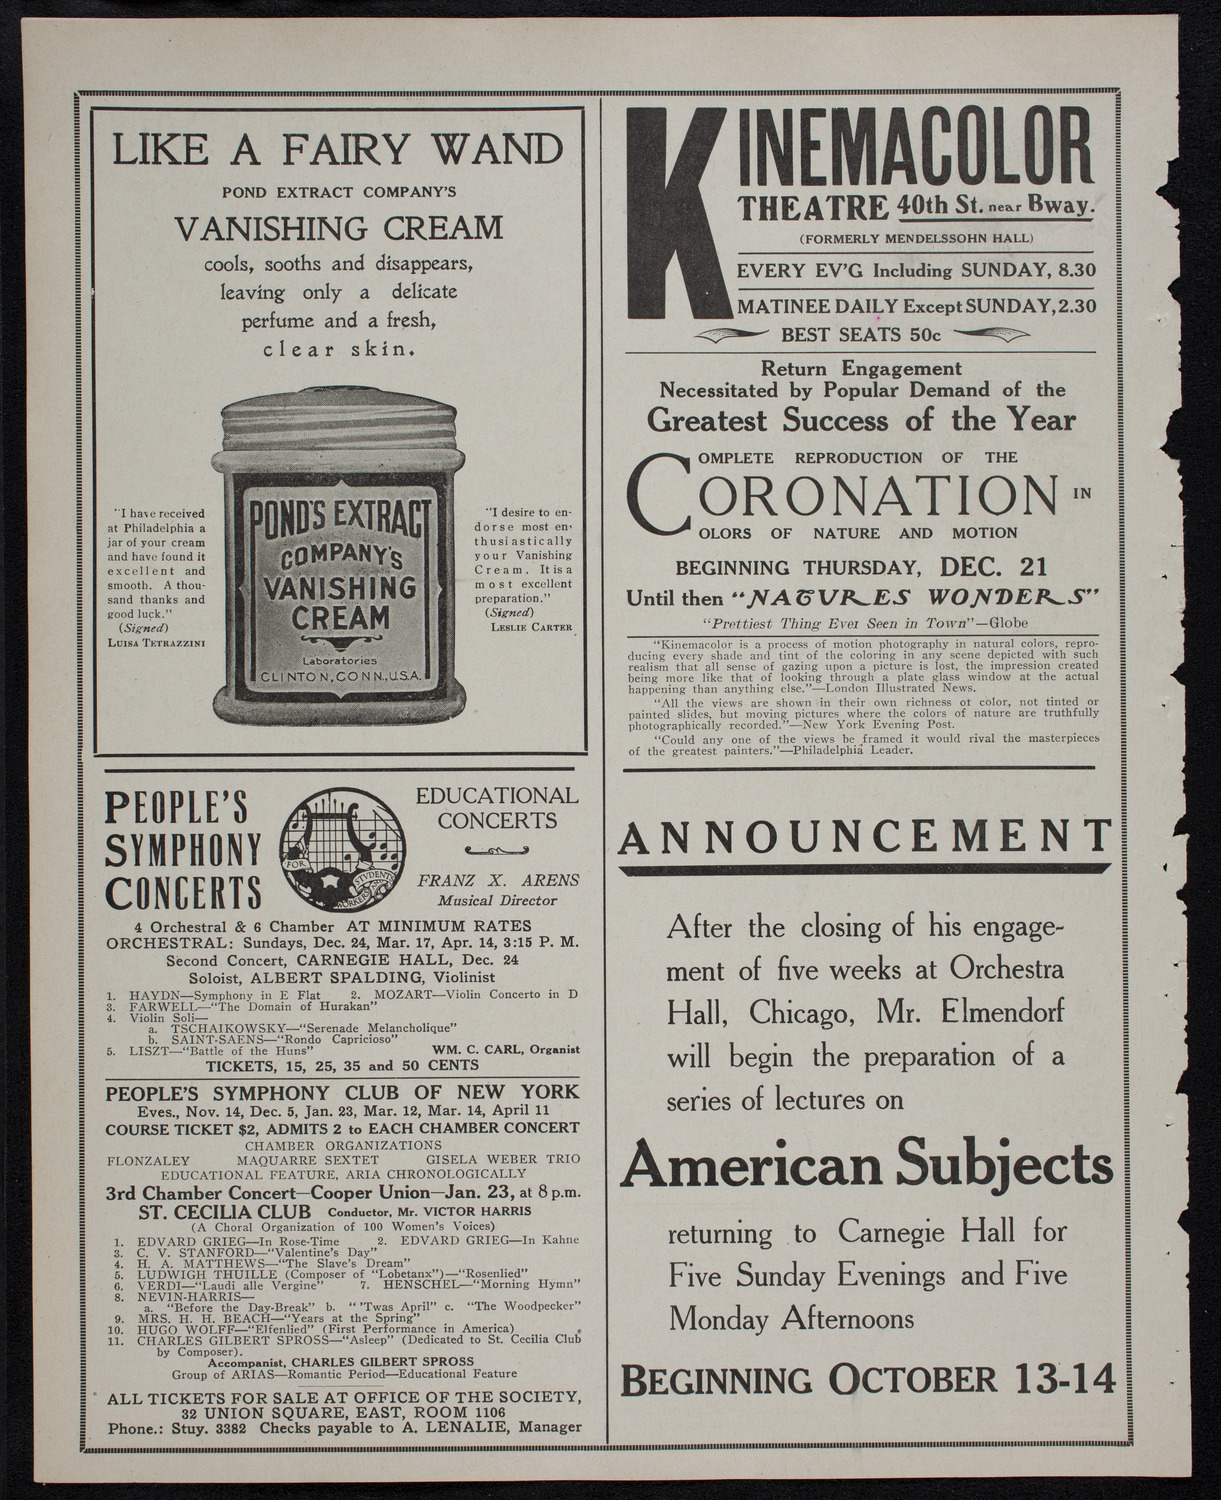 LIKE A FAIRY WAND
POND EXTRACT COMPANY'S
VANISHING CREAM
cools, sooths and disappears,
leaving only a delicate
perfume and a fresh,
clear skin.
"I have received
at Philadelphia a
jar of your cream
and have found it
excellent and
smooth. A thou-
sand thanks and
good luck."
(Signed)
LUISA TETRAZZINI
POND'S EXTRACT
COMPANY'S
VANISHING
CREAM
Laboratories
CLINTON, CONN., U.S.A.
"I desire to en-
dorse most en-
thusiastically
your Vanishing
Cream. It is a
most excellent
preparation."
(Signed)
LESLIE CARTER
PEOPLE'S
SYMPHONY
CONCERTS
FOR
STUDENTS
WORKERS
EDUCATIONAL
CONCERTS
FRANZ X. ARENS
Musical Director
4 Orchestral & 6 Chamber AT MINIMUM RATES
ORCHESTRAL: Sundays, Dec. 24, Mar. 17, Apr. 14, 3:15 P. M.
Second Concert, CARNEGIE HALL, Dec. 24
Soloist, ALBERT SPALDING, Violinist
1. HAYDN—Symphony in E Flat 2. MOZART—Violin Concerto in D
3. FARWELL—"The Domain of Hurakan"
4. Violin Soli—
a. TSCHAIKOWSKY—"Serenade Melancholique"
b. SAINT-SAENS—"Rondo Capricioso"
5. LISZT—"Battle of the Huns" WM. C. CARL, Organist
TICKETS, 15, 25, 35 and 50 CENTS
PEOPLE'S SYMPHONY CLUB OF NEW YORK
Eves., Nov. 14, Dec. 5, Jan. 23, Mar. 12, Mar. 14, April 11
COURSE TICKET $2, ADMITS 2 to EACH CHAMBER CONCERT
CHAMBER ORGANIZATIONS
FLONZALEY MAQUARRE SEXTET GISELA WEBER TRIO
EDUCATIONAL FEATURE, ARIA CHRONOLOGICALLY
3rd Chamber Concert—Cooper Union—Jan. 23, at 8 p.m.
ST. CECILIA CLUB Conductor, Mr. VICTOR HARRIS
(A Choral Organization of 100 Women's Voices)
1. EDVARD GRIEG—In Rose-Time 2. EDVARD GRIEG—In Kahne
3. C. V. STANFORD—"Valentine's Day"
4. H. A. MATTHEWS—"The Slave's Dream"
5. LUDWIGH THUILLE (Composer of "Lobetanx")—"Rosenlied"
6. VERDI—"Laudi alle Vergine" 7. HENSCHEL—"Morning Hymn"
8. NEVIN-HARRIS—
a. "Before the Day-Break" b. "'Twas April" c. "The Woodpecker"
9. MRS. H. H. BEACH—"Years at the Spring"
10. HUGO WOLFF—"Elfenlied" (First Performance in America)
11. CHARLES GILBERT SPROSS—"Asleep" (Dedicated to St. Cecilia Club
by Composer).
Accompanist, CHARLES GILBERT SPROSS
Group of ARIAS—Romantic Period—Educational Feature
ALL TICKETS FOR SALE AT OFFICE OF THE SOCIETY,
32 UNION SQUARE, EAST, ROOM 1106
Phone.: Stuy. 3382 Checks payable to A. LENALIE, Manager
KINEMACOLOR
THEATRE 40th St. near Bway.
(FORMERLY MENDELSSOHN HALL)
EVERY EV'G Including SUNDAY, 8.30
MATINEE DAILY Except SUNDAY, 2.30
BEST SEATS 50c
Return Engagement
Necessitated by Popular Demand of the
Greatest Success of the Year
COMPLETE REPRODUCTION OF THE
CORONATION IN
COLORS OF NATURE AND MOTION
BEGINNING THURSDAY, DEC. 21
Until then "NATURES WONDERS"
"Prettiest Thing Ever Seen in Town"—Globe
"Kinemacolor is a process of motion photography in natural colors, repro-
ducing every shade and tint of the coloring in any scene depicted with such
realism that all sense of gazing upon a picture is lost, the impression created
being more like that of looking through a plate glass window at the actual
happening than anything else."—London Illustrated News.
"All the views are shown in their own richness of color, not tinted or
painted slides, but moving pictures where the colors of nature are truthfully
photographically recorded."—New York Evening Post.
"Could any one of the views be framed it would rival the masterpieces
of the greatest painters."—Philadelphia Leader.
ANNOUNCEMENT
After the closing of his engage-
ment of five weeks at Orchestra
Hall, Chicago, Mr. Elmendorf
will begin the preparation of a
series of lectures on
American Subjects
returning to Carnegie Hall for
Five Sunday Evenings and Five
Monday Afternoons
BEGINNING OCTOBER 13-14